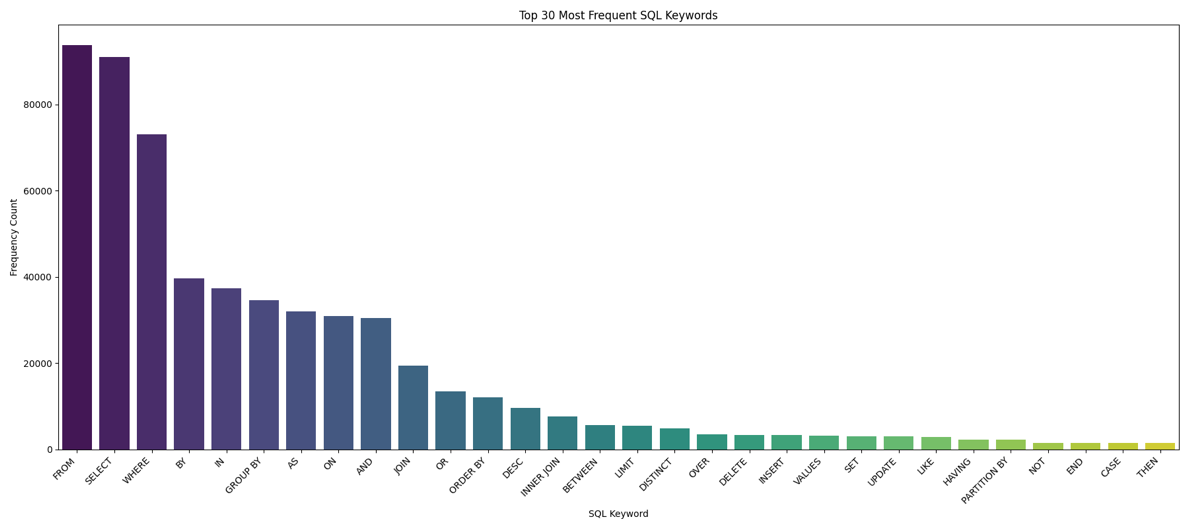 Top 30 Most Frequent SQL Keywords
Frequency Count
80000
60000
40000
20000
0
FROM
SELECT
WHERE
BY
IN
GROUP BY
AS
ON
AND
JOIN
OR
ORDER BY
DESC
INNER JOIN
BETWEEN
LIMIT
DISTINCT
OVER
DELETE
INSERT
VALUES
SET
UPDATE
LIKE
HAVING
PARTITION BY
NOT
END
CASE
THEN
SQL Keyword